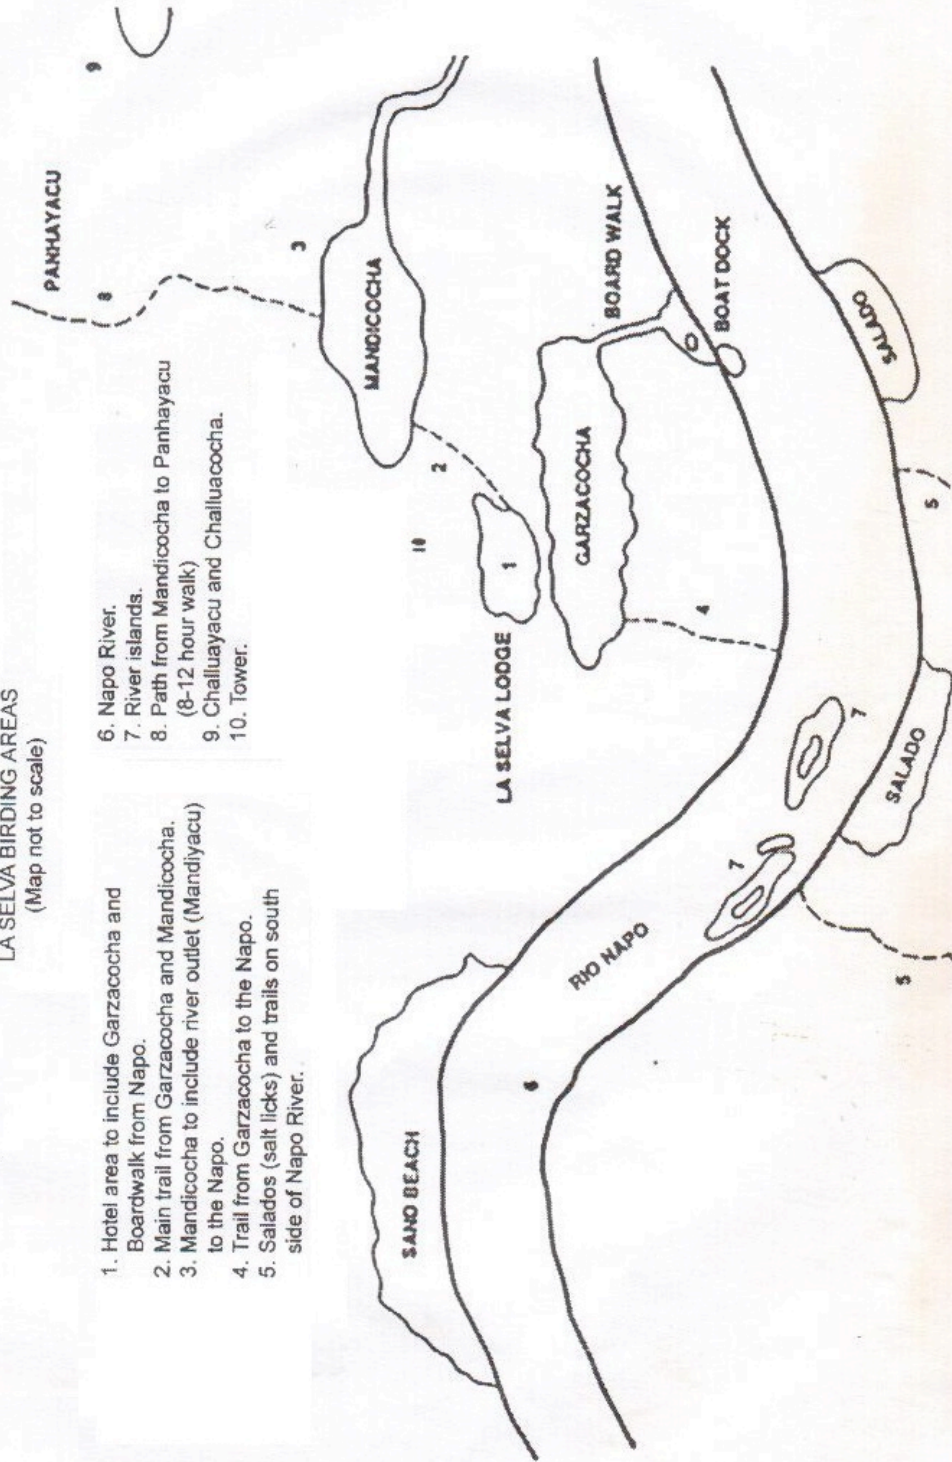 LA SELVA BIRDING AREAS
(Map not to scale)
1. Hotel area to include Garzacocha and
Boardwalk from Napo.
2. Main trail from Garzacocha and Mandicocha.
3. Mandicocha to include river outlet (Mandiyacu)
to the Napo.
4. Trail from Garzacocha to the Napo.
5. Salados (salt licks) and trails on south
side of Napo River.
6. Napo River.
7. River islands.
8. Path from Mandicocha to Panhayacu
(8-12 hour walk)
9. Challuayacu and Challuacocha.
10. Tower.
9
PANHAYACU
8
3
MANDICOCHA
2
10
1
LA SELVA LODGE
GARZACOCHA
BOARD WALK
BOAT DOCK
4
SAND BEACH
RIO NAPO
6
7
7
SALADO
SALADO
5
5